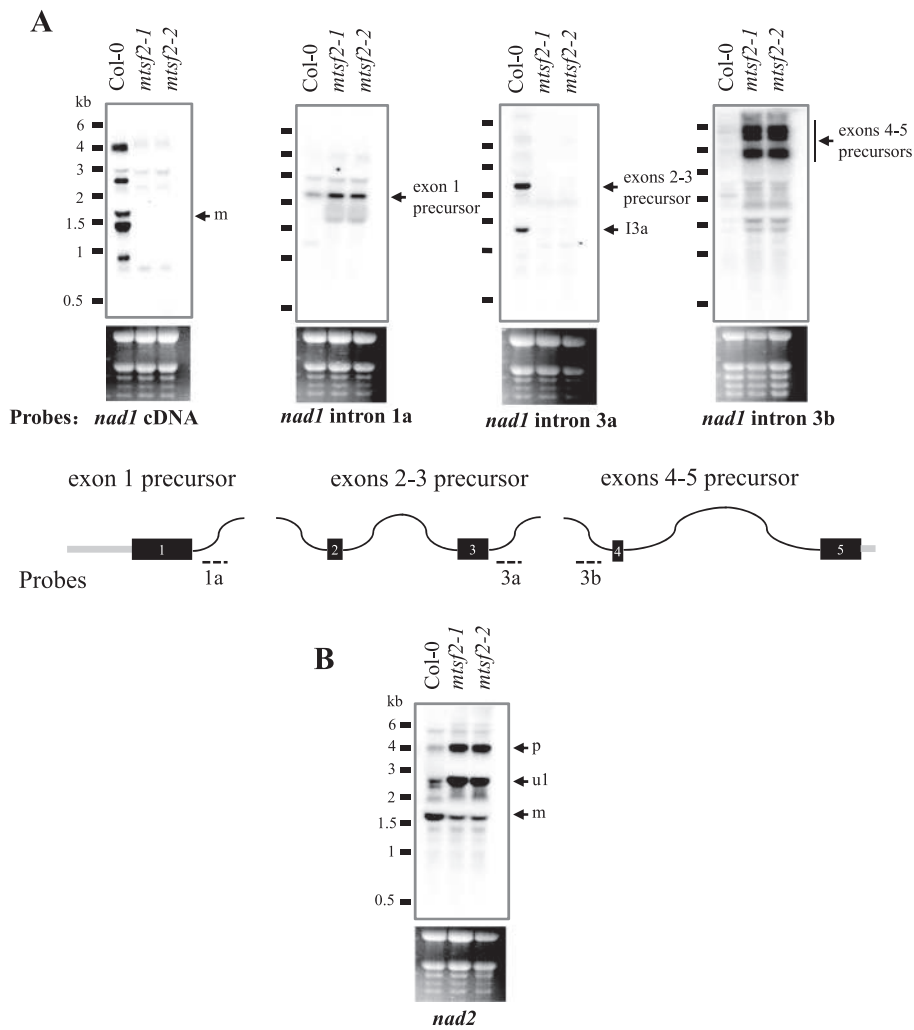 A
Col-0 mtsf2-1 mtsf2-2
Col-0 mtsf2-1 mtsf2-2
Col-0 mtsf2-1 mtsf2-2
Col-0 mtsf2-1 mtsf2-2
kb
6
4
3
2
1.5
1
0.5
m
exon 1
precursor
exons 2-3
precursor
I3a
exons 4-5
precursors
Probes: nad1 cDNA
nad1 intron 1a
nad1 intron 3a
nad1 intron 3b
exon 1 precursor
exons 2-3 precursor
exons 4-5 precursor
1 2 3 4 5
Probes
1a
3a
3b
B
Col-0 mtsf2-1 mtsf2-2
kb
6
4
3
2
1.5
1
0.5
p
u1
m
nad2